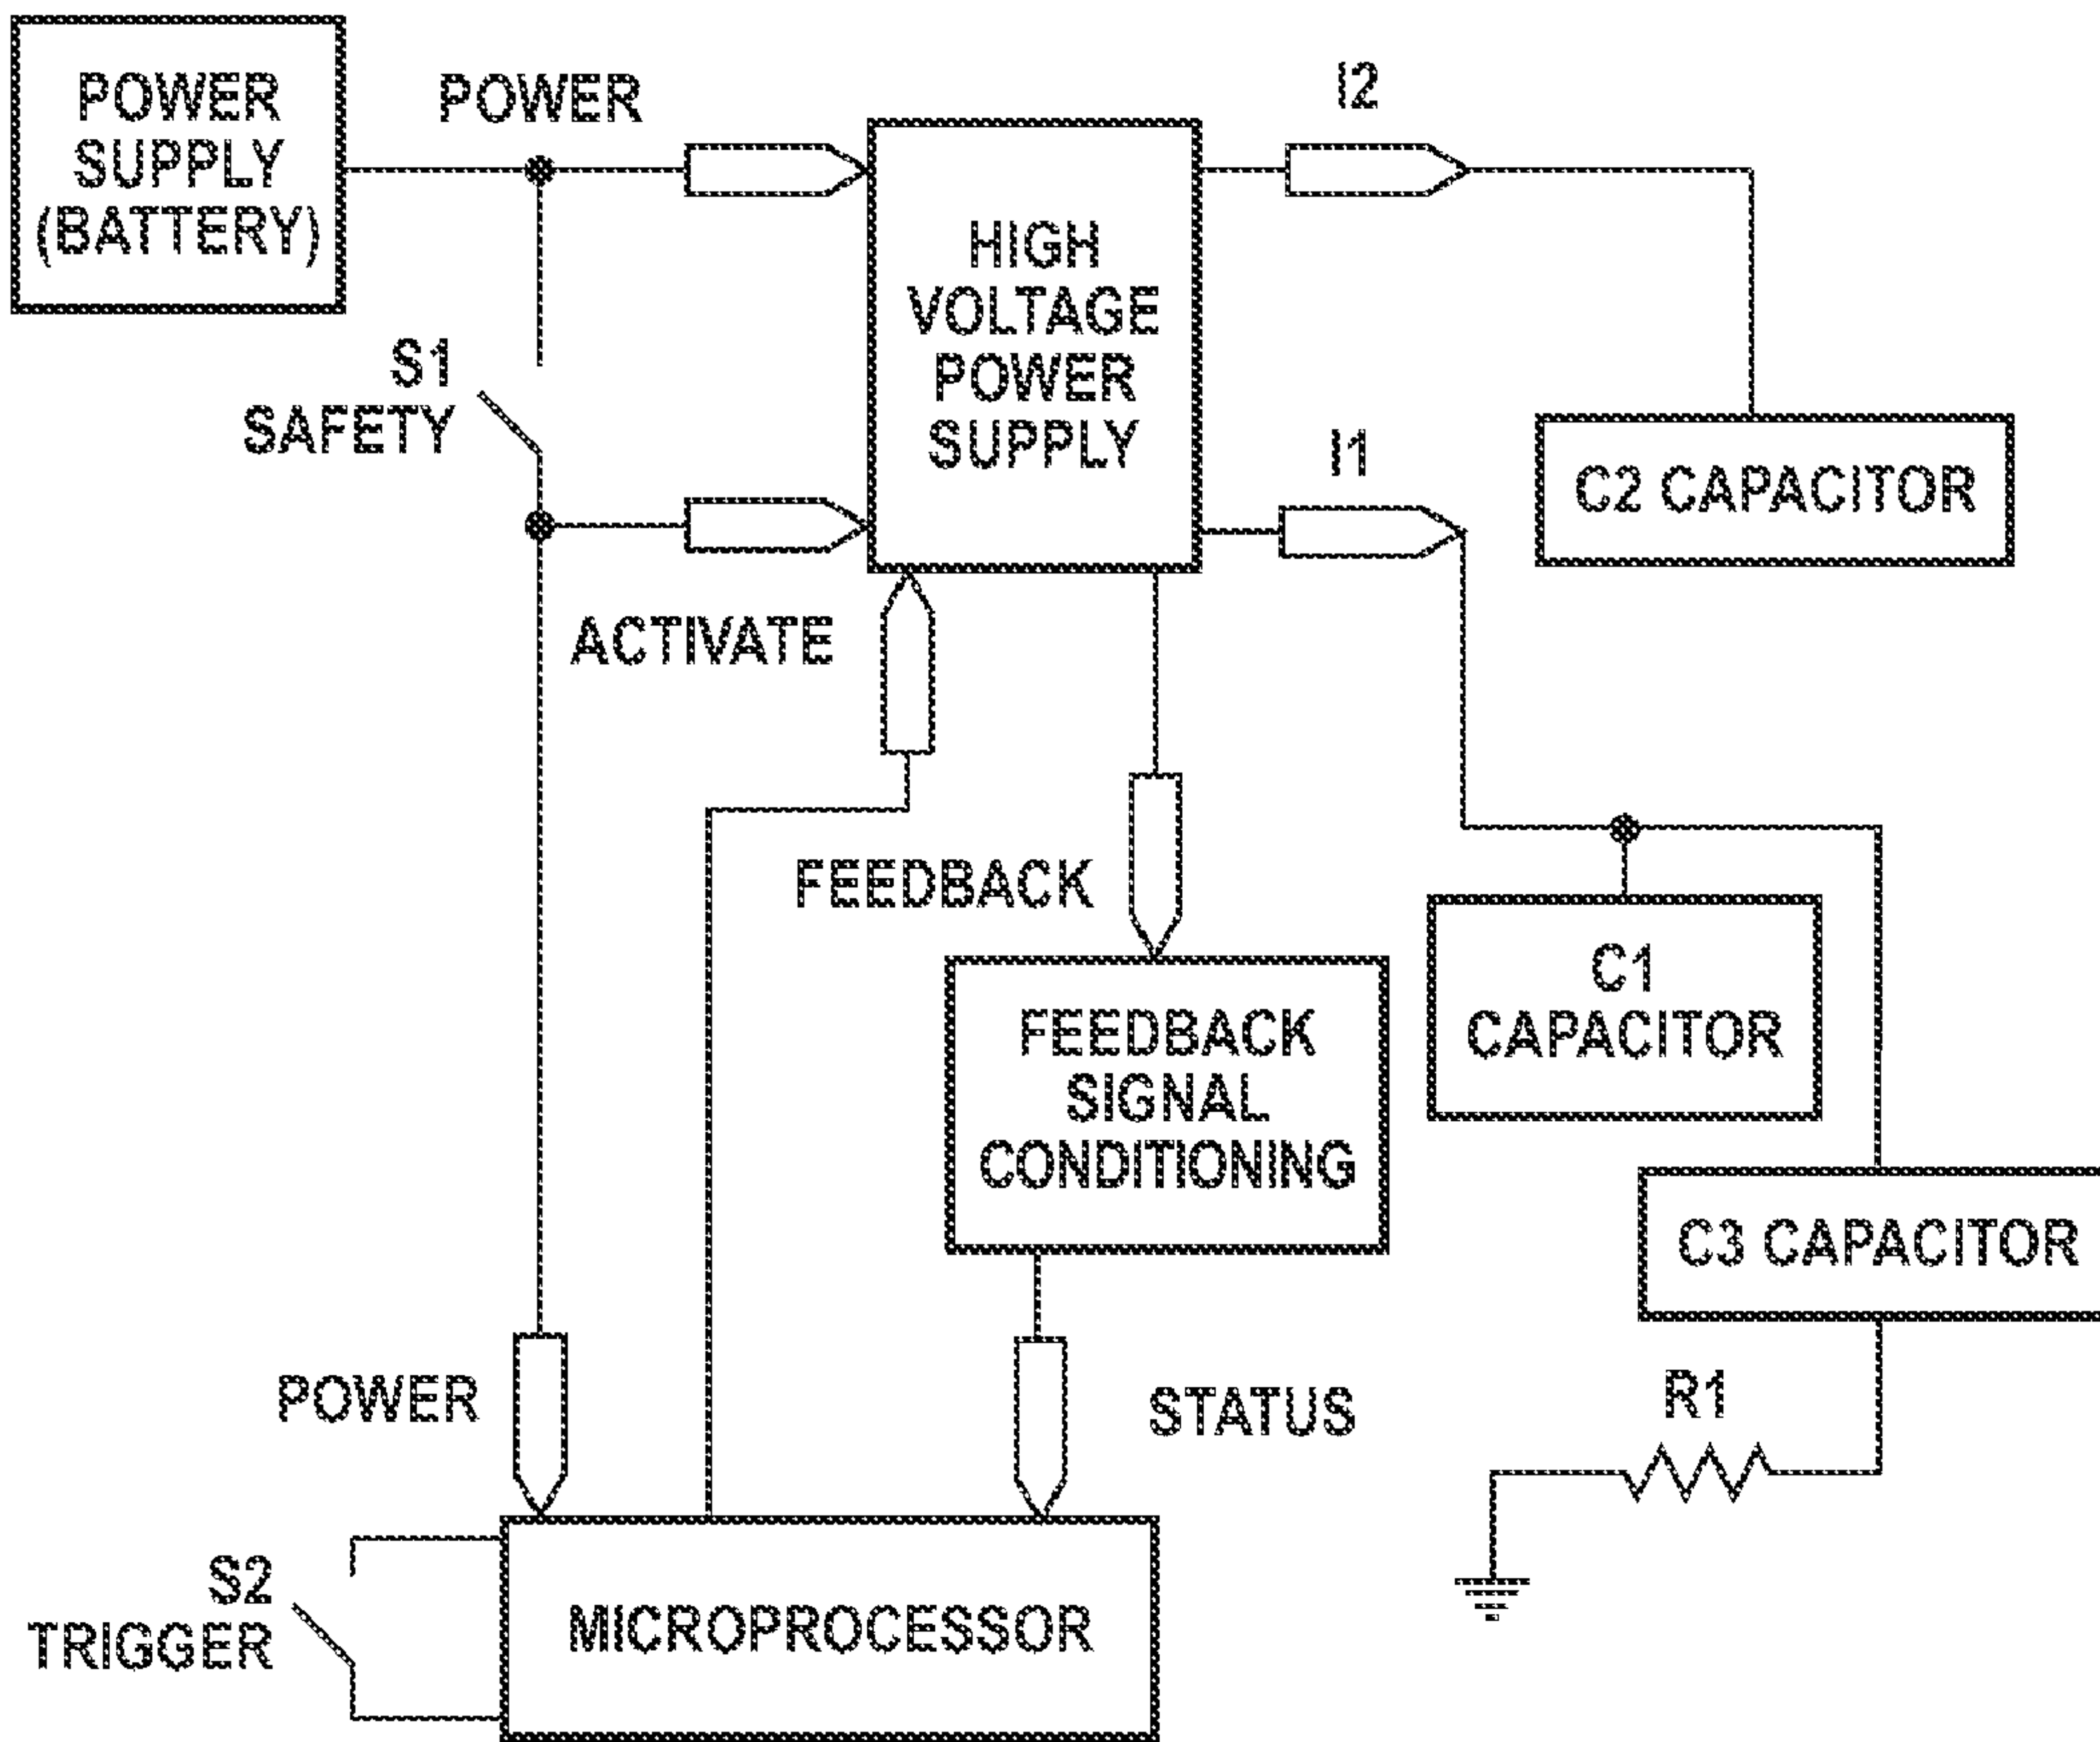 POWER
SUPPLY
(BATTERY)
POWER
I2
HIGH
VOLTAGE
POWER
SUPPLY
S1
SAFETY
I1
C2 CAPACITOR
ACTIVATE
FEEDBACK
C1
CAPACITOR
FEEDBACK
SIGNAL
CONDITIONING
C3 CAPACITOR
POWER
STATUS
R1
S2
TRIGGER
MICROPROCESSOR